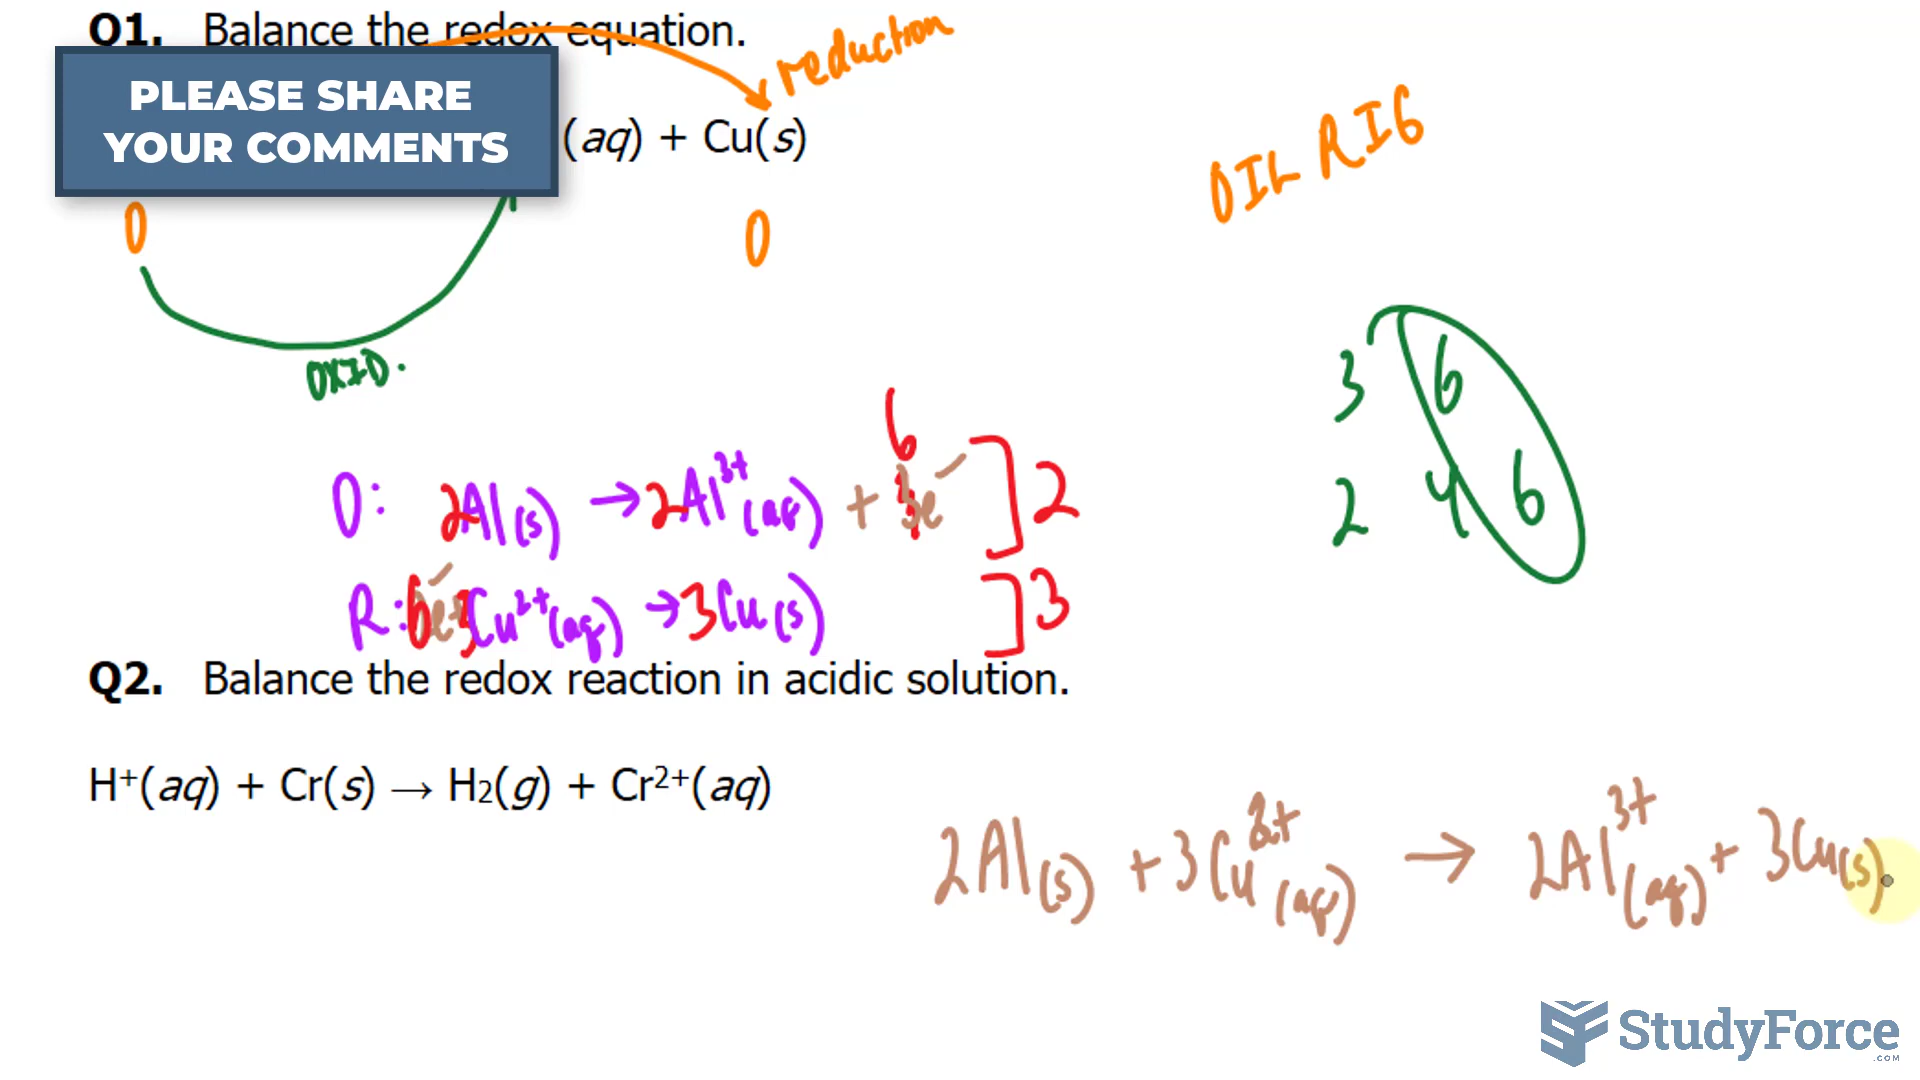 Q1. Balance the redox equation.
reduction
PLEASE SHARE
YOUR COMMENTS
(aq) + Cu(s)
OIL RIG
0
0
OXID.
3 6
2 4 6
6
O: 2Al(s) → 2Al³⁺(aq) + e⁻ ] 2
R: 6e⁻ + 3Cu²⁺(aq) → 3Cu(s) ] 3
Q2. Balance the redox reaction in acidic solution.
H⁺(aq) + Cr(s) → H₂(g) + Cr²⁺(aq)
2Al(s) + 3Cu²⁺(aq) → 2Al³⁺(aq) + 3Cu(s)
StudyForce
.COM